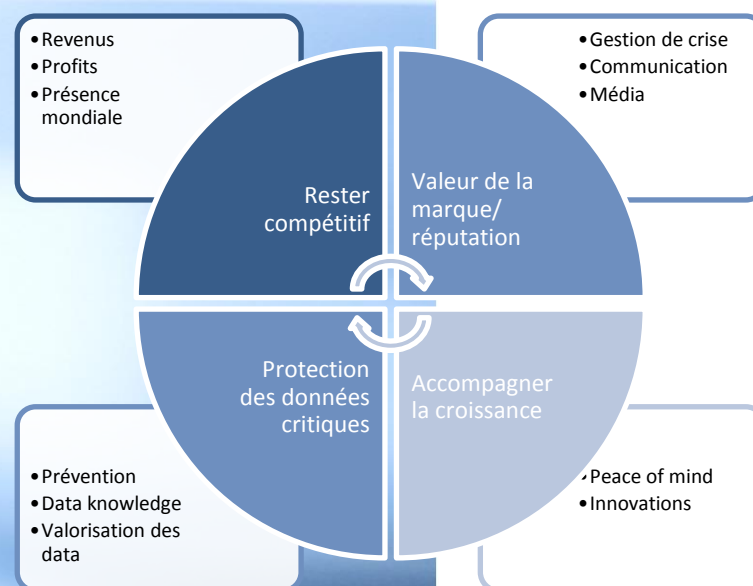 •Revenus
•Profits
•Présence
mondiale
•Gestion de crise
•Communication
•Média
Rester
compétitif
Valeur de la
marque/
réputation
Protection
des données
critiques
Accompagner
la croissance
•Prévention
•Data knowledge
•Valorisation des
data
•Peace of mind
•Innovations